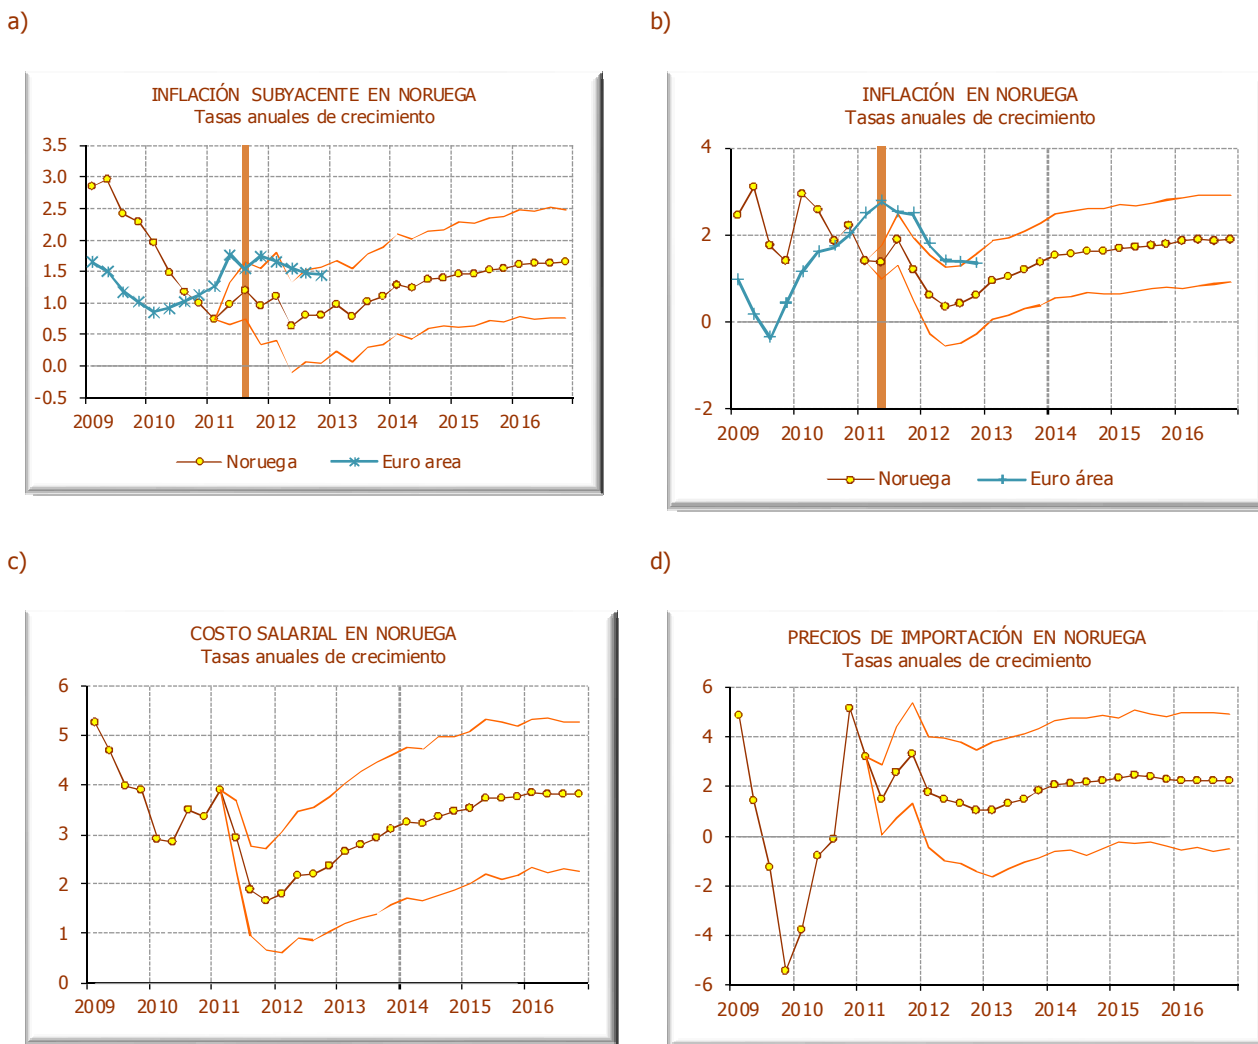 a)
b)
INFLACIÓN SUBYACENTE EN NORUEGA
Tasas anuales de crecimiento
3.5
3.0
2.5
2.0
1.5
1.0
0.5
0.0
-0.5
2009 2010 2011 2012 2013 2014 2015 2016
Noruega Euro area
INFLACIÓN EN NORUEGA
Tasas anuales de crecimiento
4
2
0
-2
2009 2010 2011 2012 2013 2014 2015 2016
Noruega Euro área
c)
d)
COSTO SALARIAL EN NORUEGA
Tasas anuales de crecimiento
6
5
4
3
2
1
0
2009 2010 2011 2012 2013 2014 2015 2016
PRECIOS DE IMPORTACIÓN EN NORUEGA
Tasas anuales de crecimiento
6
4
2
0
-2
-4
-6
2009 2010 2011 2012 2013 2014 2015 2016